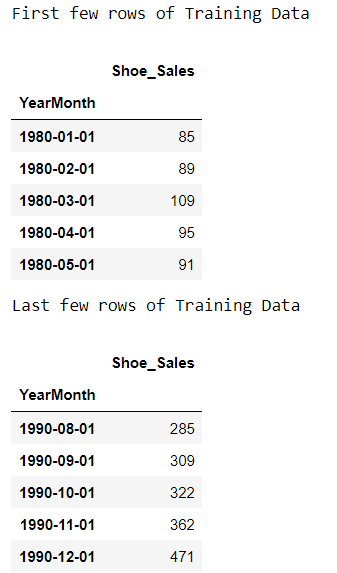 First few rows of Training Data
Shoe_Sales
YearMonth
1980-01-01 85
1980-02-01 89
1980-03-01 109
1980-04-01 95
1980-05-01 91
Last few rows of Training Data
Shoe_Sales
YearMonth
1990-08-01 285
1990-09-01 309
1990-10-01 322
1990-11-01 362
1990-12-01 471